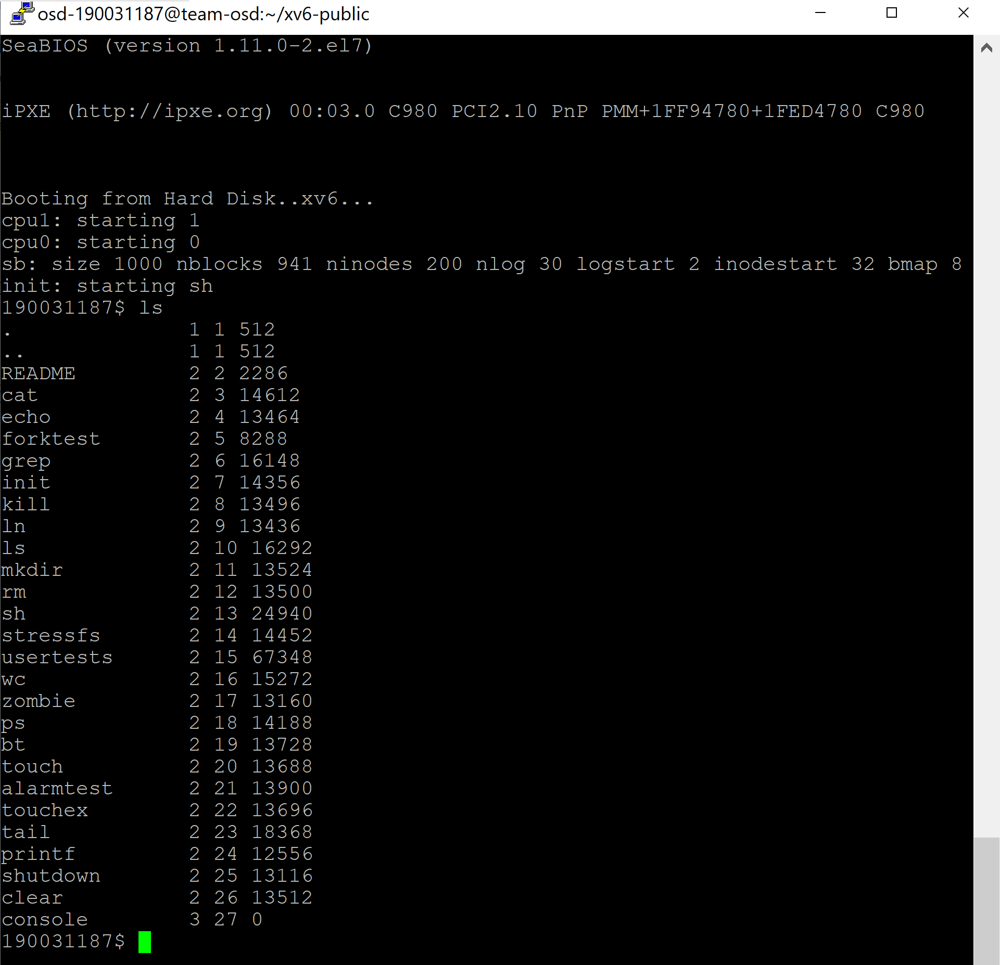 osd-190031187@team-osd:~/xv6-public
SeaBIOS (version 1.11.0-2.el7)
iPXE (http://ipxe.org) 00:03.0 C980 PCI2.10 PnP PMM+1FF94780+1FED4780 C980
Booting from Hard Disk..xv6...
cpu1: starting 1
cpu0: starting 0
sb: size 1000 nblocks 941 ninodes 200 nlog 30 logstart 2 inodestart 32 bmap 8
init: starting sh
190031187$ ls
. 1 1 512
.. 1 1 512
README 2 2 2286
cat 2 3 14612
echo 2 4 13464
forktest 2 5 8288
grep 2 6 16148
init 2 7 14356
kill 2 8 13496
ln 2 9 13436
ls 2 10 16292
mkdir 2 11 13524
rm 2 12 13500
sh 2 13 24940
stressfs 2 14 14452
usertests 2 15 67348
wc 2 16 15272
zombie 2 17 13160
ps 2 18 14188
bt 2 19 13728
touch 2 20 13688
alarmtest 2 21 13900
touchex 2 22 13696
tail 2 23 18368
printf 2 24 12556
shutdown 2 25 13116
clear 2 26 13512
console 3 27 0
190031187$